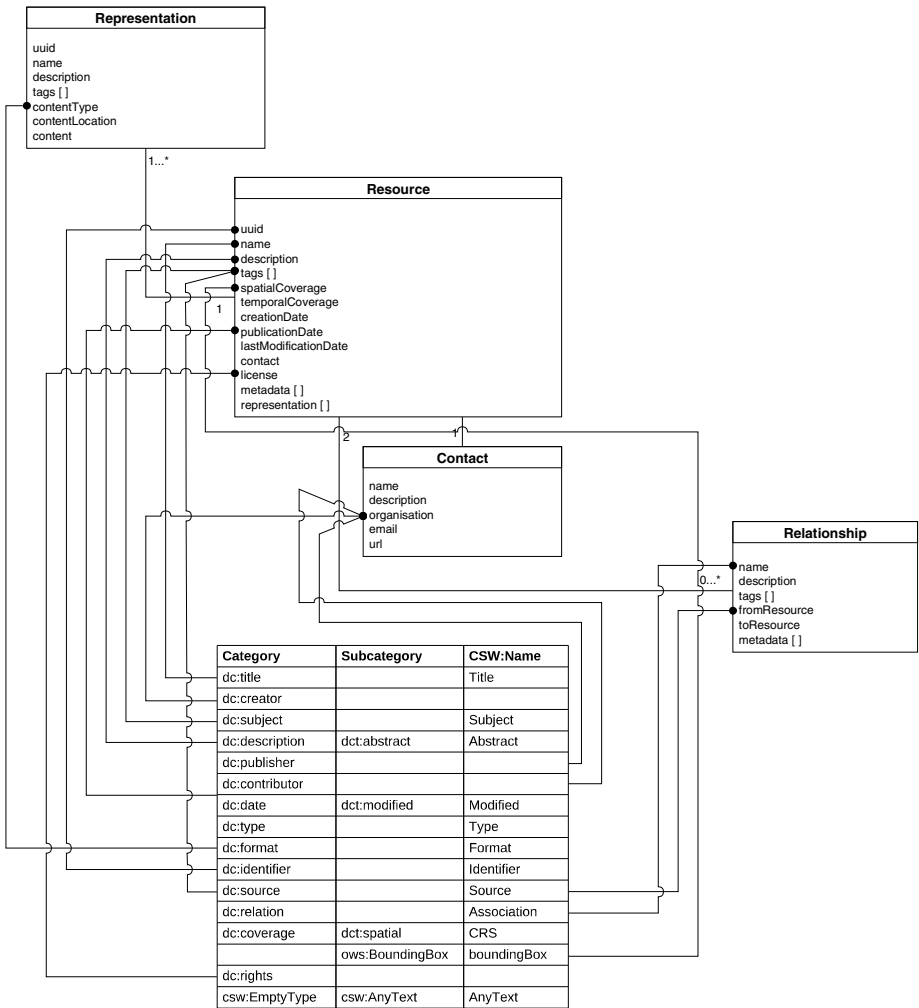 Representation
uuid
name
description
tags [ ]
contentType
contentLocation
content
1...*
Resource
uuid
name
description
tags [ ]
spatialCoverage
temporalCoverage
1
creationDate
publicationDate
lastModificationDate
contact
license
metadata [ ]
representation [ ]
2
1
Contact
name
description
organisation
email
url
Relationship
name
0...*
description
tags [ ]
fromResource
toResource
metadata [ ]
Category Subcategory CSW:Name
dc:title Title
dc:creator
dc:subject Subject
dc:description dct:abstract Abstract
dc:publisher
dc:contributor
dc:date dct:modified Modified
dc:type Type
dc:format Format
dc:identifier Identifier
dc:source Source
dc:relation Association
dc:coverage dct:spatial CRS
ows:BoundingBox boundingBox
dc:rights
csw:EmptyType csw:AnyText AnyText